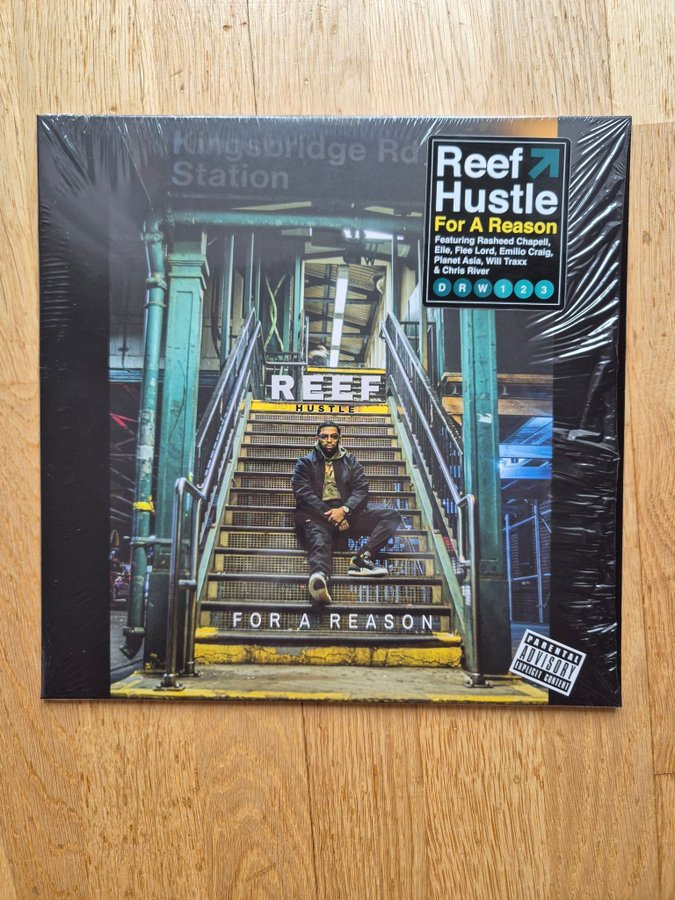 Kingsbridge Rd
Station
Reef
Hustle
For A Reason
Featuring Rasheed Chapell,
Elle, Flee Lord, Emilio Craig,
Planet Asia, Will Traxx
& Chris River
D R W 1 2 3
REEF
HUSTLE
FOR A REASON
PARENTAL
ADVISORY
EXPLICIT CONTENT